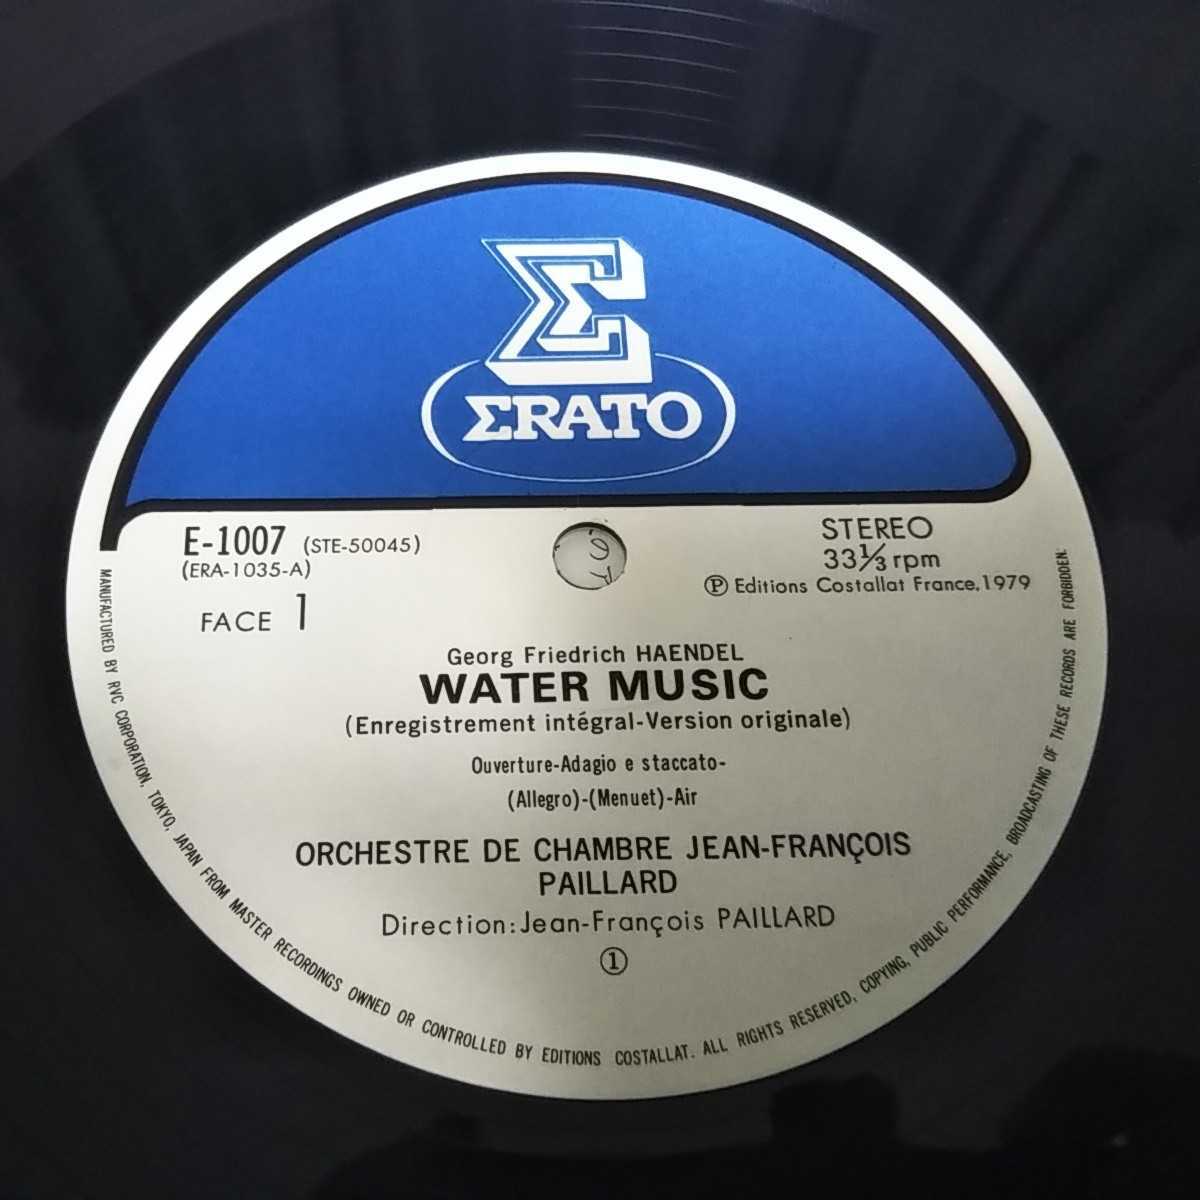 ΣRATO
E-1007 (STE-50045)
(ERA-1035-A)
FACE 1
STEREO
33⅓ rpm
Ⓟ Editions Costallat France, 1979
Georg Friedrich HAENDEL
WATER MUSIC
(Enregistrement intégral-Version originale)
Ouverture-Adagio e staccato-
(Allegro)-(Menuet)-Air
ORCHESTRE DE CHAMBRE JEAN-FRANÇOIS
PAILLARD
Direction:Jean-François PAILLARD
①
MANUFACTURED BY RVC CORPORATION, TOKYO, JAPAN FROM MASTER RECORDINGS OWNED OR CONTROLLED BY EDITIONS COSTALLAT. ALL RIGHTS RESERVED, COPYING, PUBLIC PERFORMANCE, BROADCASTING OF THESE RECORDS ARE FORBIDDEN.